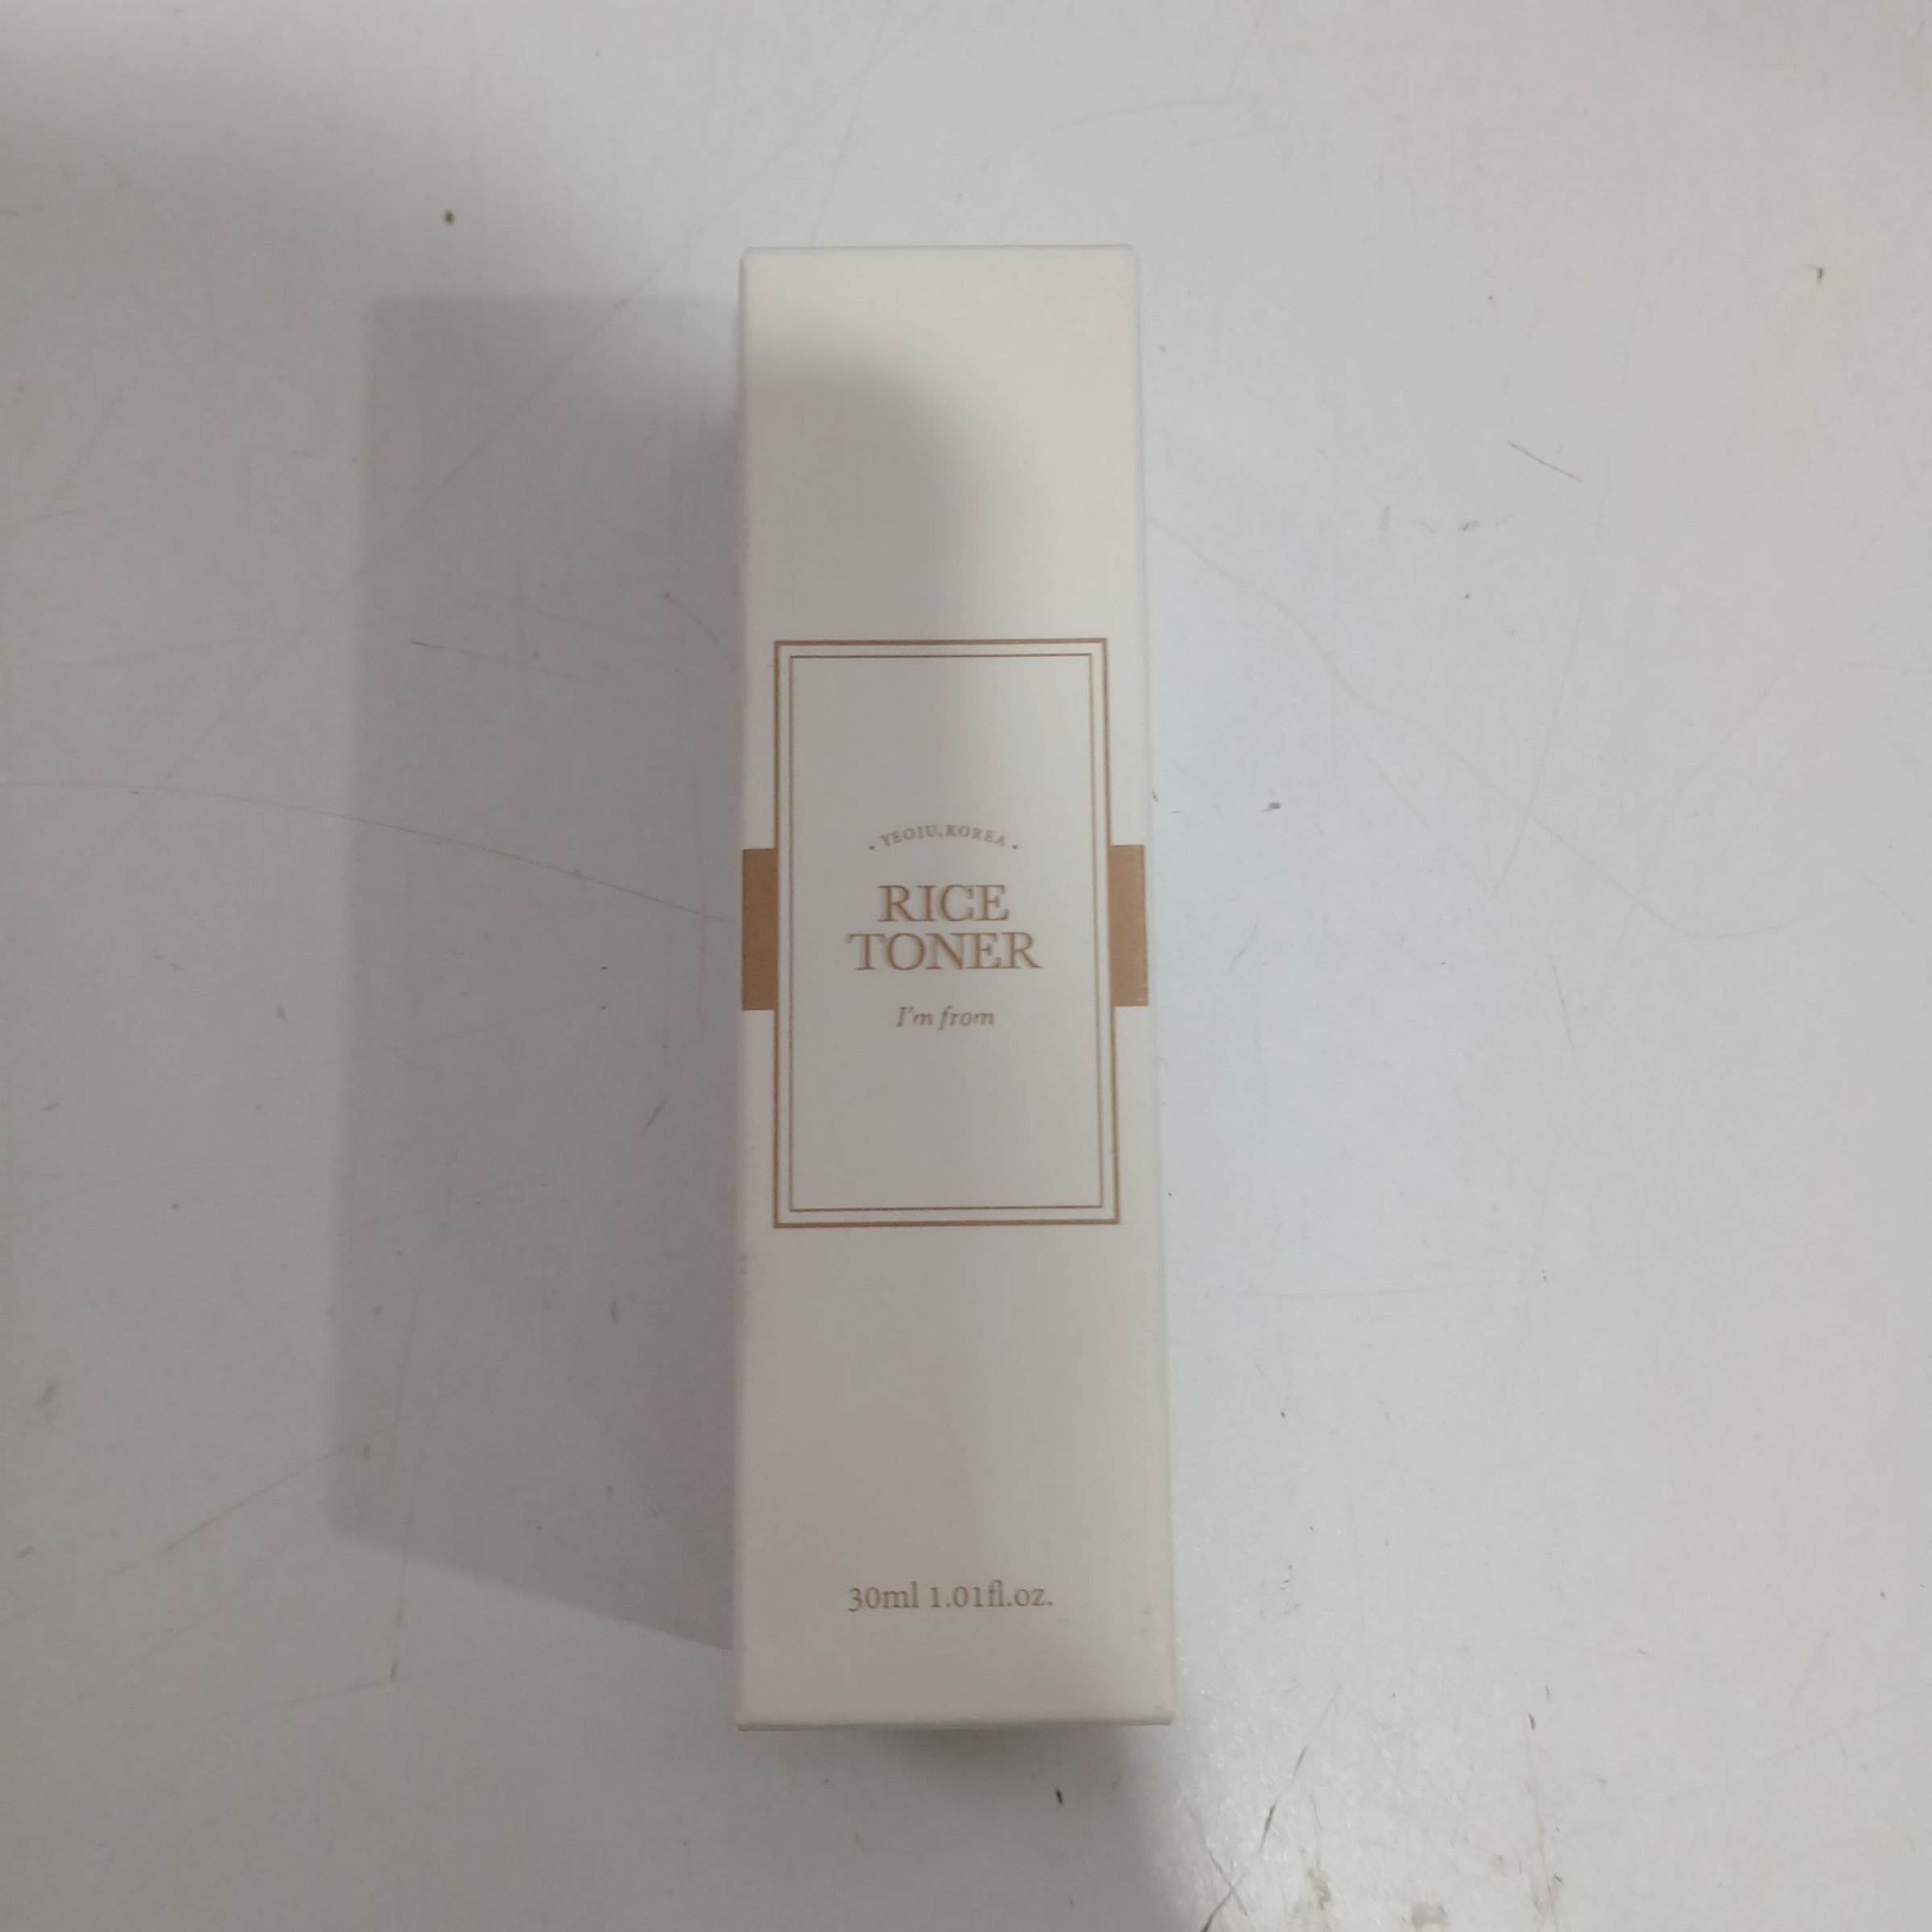 • YEOJU, KOREA •
RICE
TONER
I'm from
30ml 1.01fl.oz.